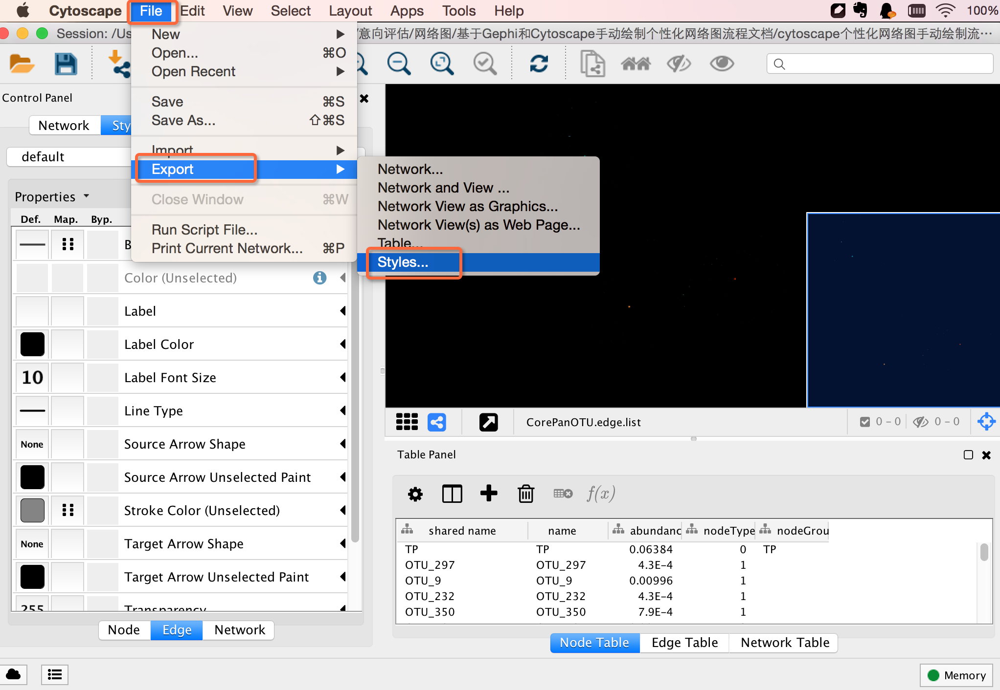 Cytoscape File Edit View Select Layout Apps Tools Help 100%
Session: /Us /意向评估/网络图/基于Gephi和Cytoscape手动绘制个性化网络图流程文档/cytoscape个性化网络图手动绘制流…
New
Open... ⌘O
Open Recent
Save ⌘S
Save As... ⇧⌘S
Import
Export
Close Window ⌘W
Run Script File...
Print Current Network... ⌘P
Network...
Network and View ...
Network View as Graphics...
Network View(s) as Web Page...
Table...
Styles...
Control Panel
Network Sty
default
Properties
Def. Map. Byp.
B
Color (Unselected)
Label
Label Color
10 Label Font Size
Line Type
None Source Arrow Shape
Source Arrow Unselected Paint
Stroke Color (Unselected)
None Target Arrow Shape
Target Arrow Unselected Paint
255 Transparency
Node Edge Network
CorePanOTU.edge.list 0 - 0 0 - 0
Table Panel
f(x)
shared name name abundanc nodeType nodeGrou
TP TP 0.06384 0 TP
OTU_297 OTU_297 4.3E-4 1
OTU_9 OTU_9 0.00996 1
OTU_232 OTU_232 4.3E-4 1
OTU_350 OTU_350 7.9E-4 1
Node Table Edge Table Network Table
Memory